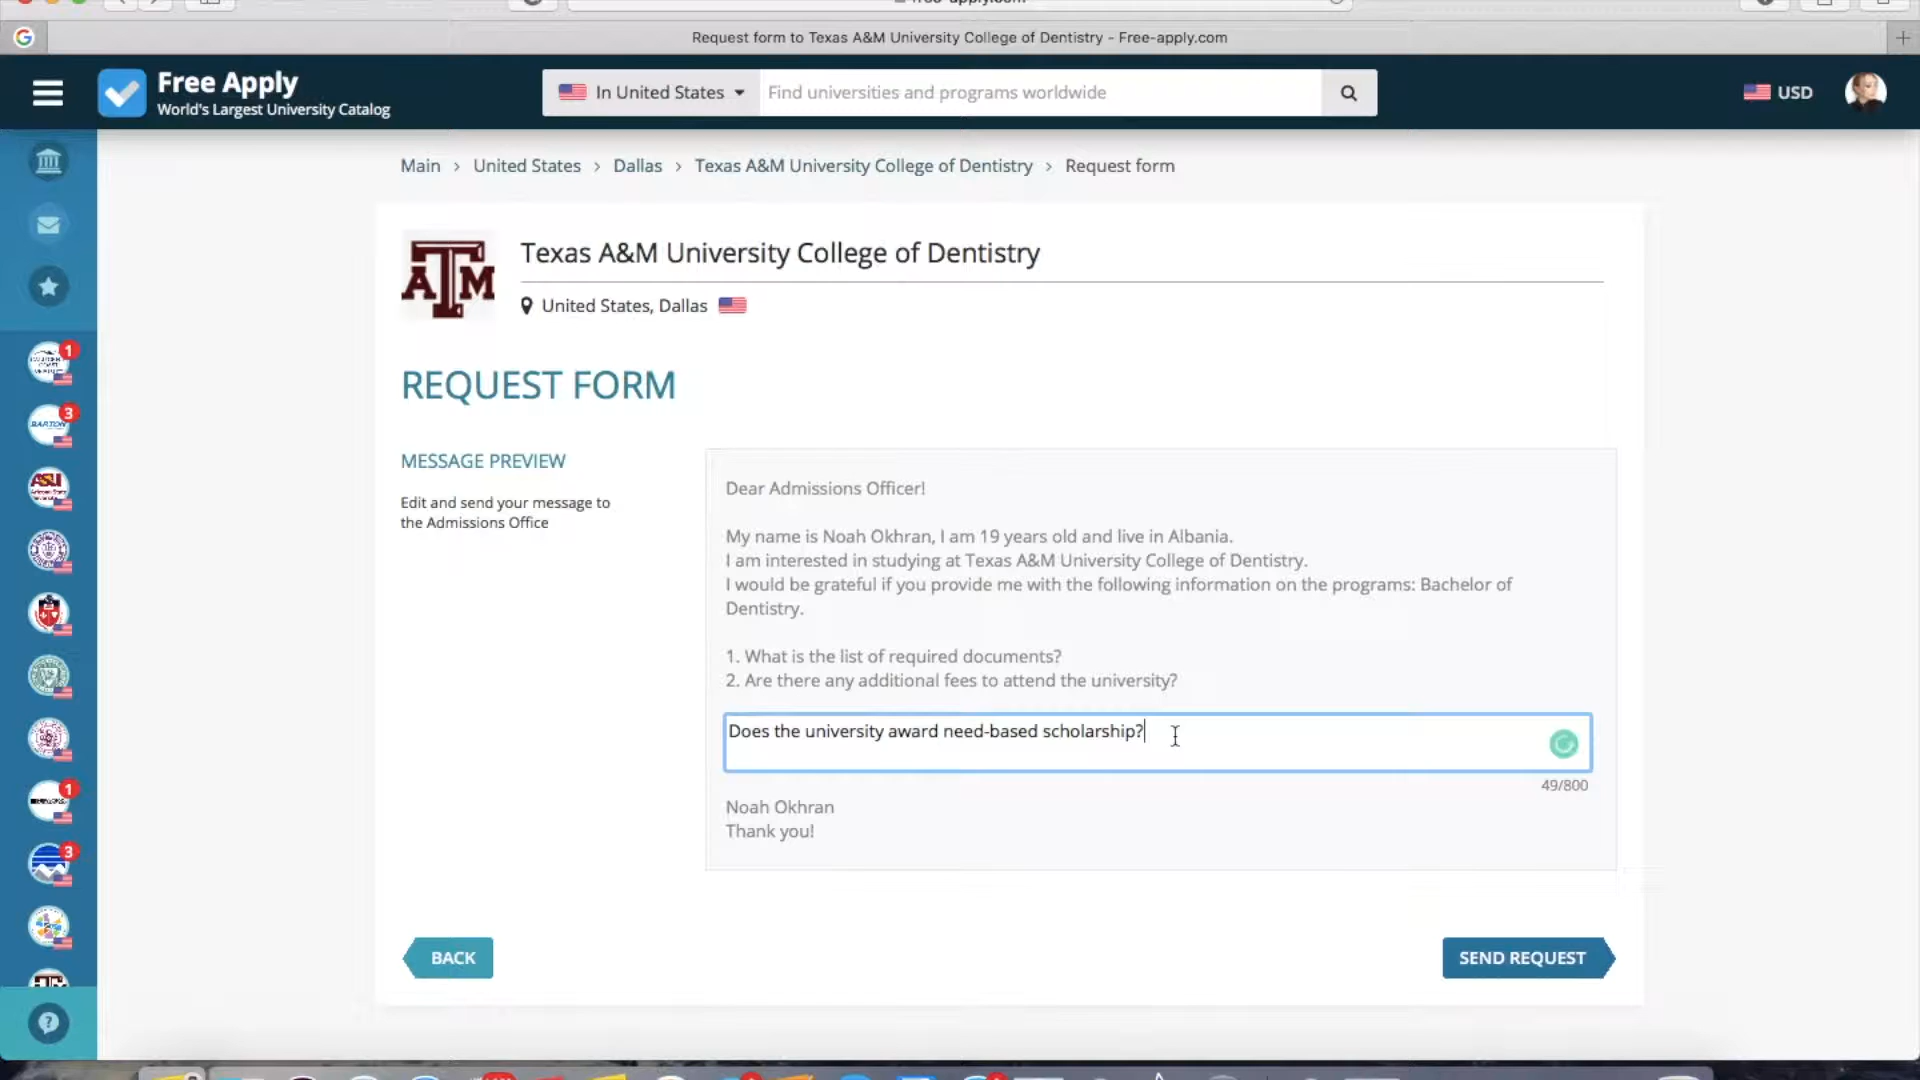 Request form to Texas A&M University College of Dentistry - Free-apply.com
Free Apply
World's Largest University Catalog
In United States
Find universities and programs worldwide
USD
Main > United States > Dallas > Texas A&M University College of Dentistry > Request form
ATM
Texas A&M University College of Dentistry
United States, Dallas
REQUEST FORM
MESSAGE PREVIEW
Edit and send your message to
the Admissions Office
Dear Admissions Officer!
My name is Noah Okhran, I am 19 years old and live in Albania.
I am interested in studying at Texas A&M University College of Dentistry.
I would be grateful if you provide me with the following information on the programs: Bachelor of
Dentistry.
1. What is the list of required documents?
2. Are there any additional fees to attend the university?
Does the university award need-based scholarship?
49/800
Noah Okhran
Thank you!
BACK
SEND REQUEST
1
3
BARTON
ASU
1
3
?